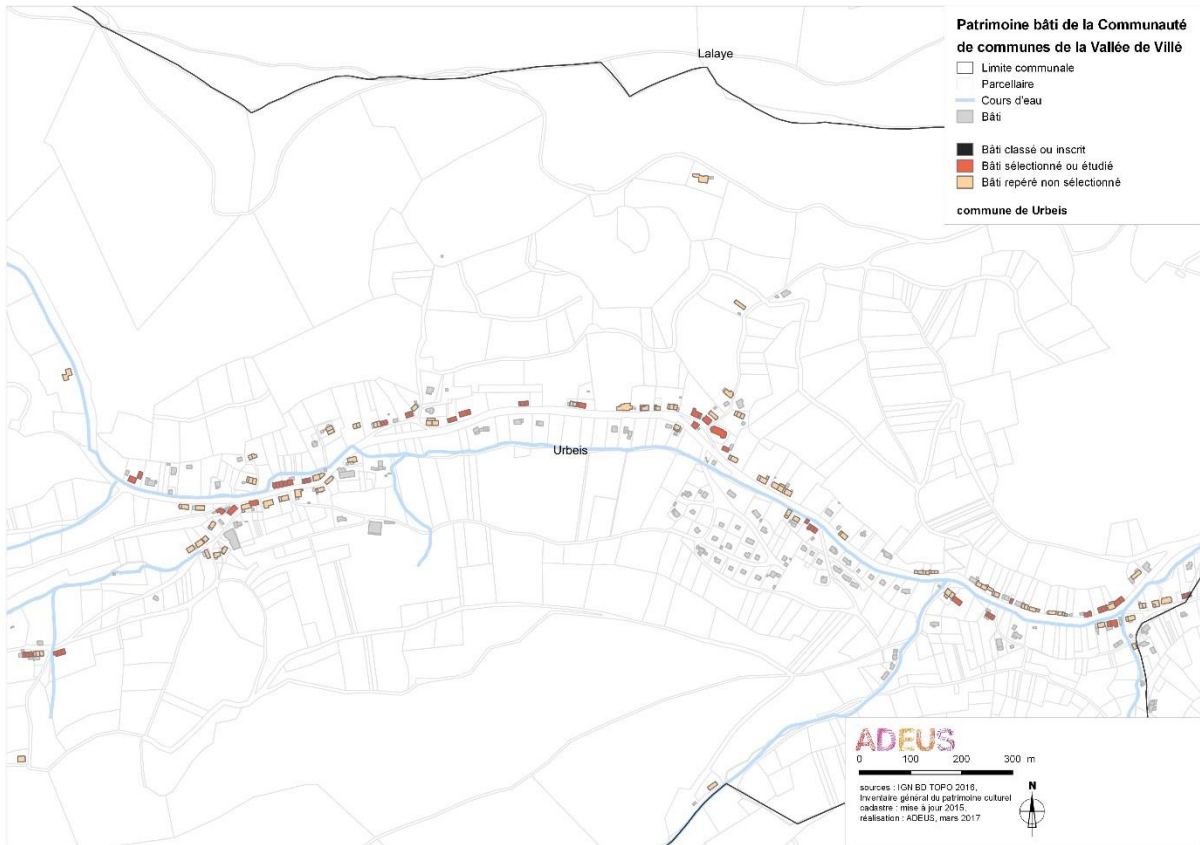 Patrimoine bâti de la Communauté
de communes de la Vallée de Villé
Limite communale
Parcellaire
Cours d'eau
Bâti
Bâti classé ou inscrit
Bâti sélectionné ou étudié
Bâti repéré non sélectionné
commune de Urbeis
Lalaye
Urbeis
ADEUS
0 100 200 300 m
sources : IGN BD TOPO 2016,
Inventaire général du patrimoine culturel
cadastre : mise à jour 2015.
réalisation : ADEUS, mars 2017
N